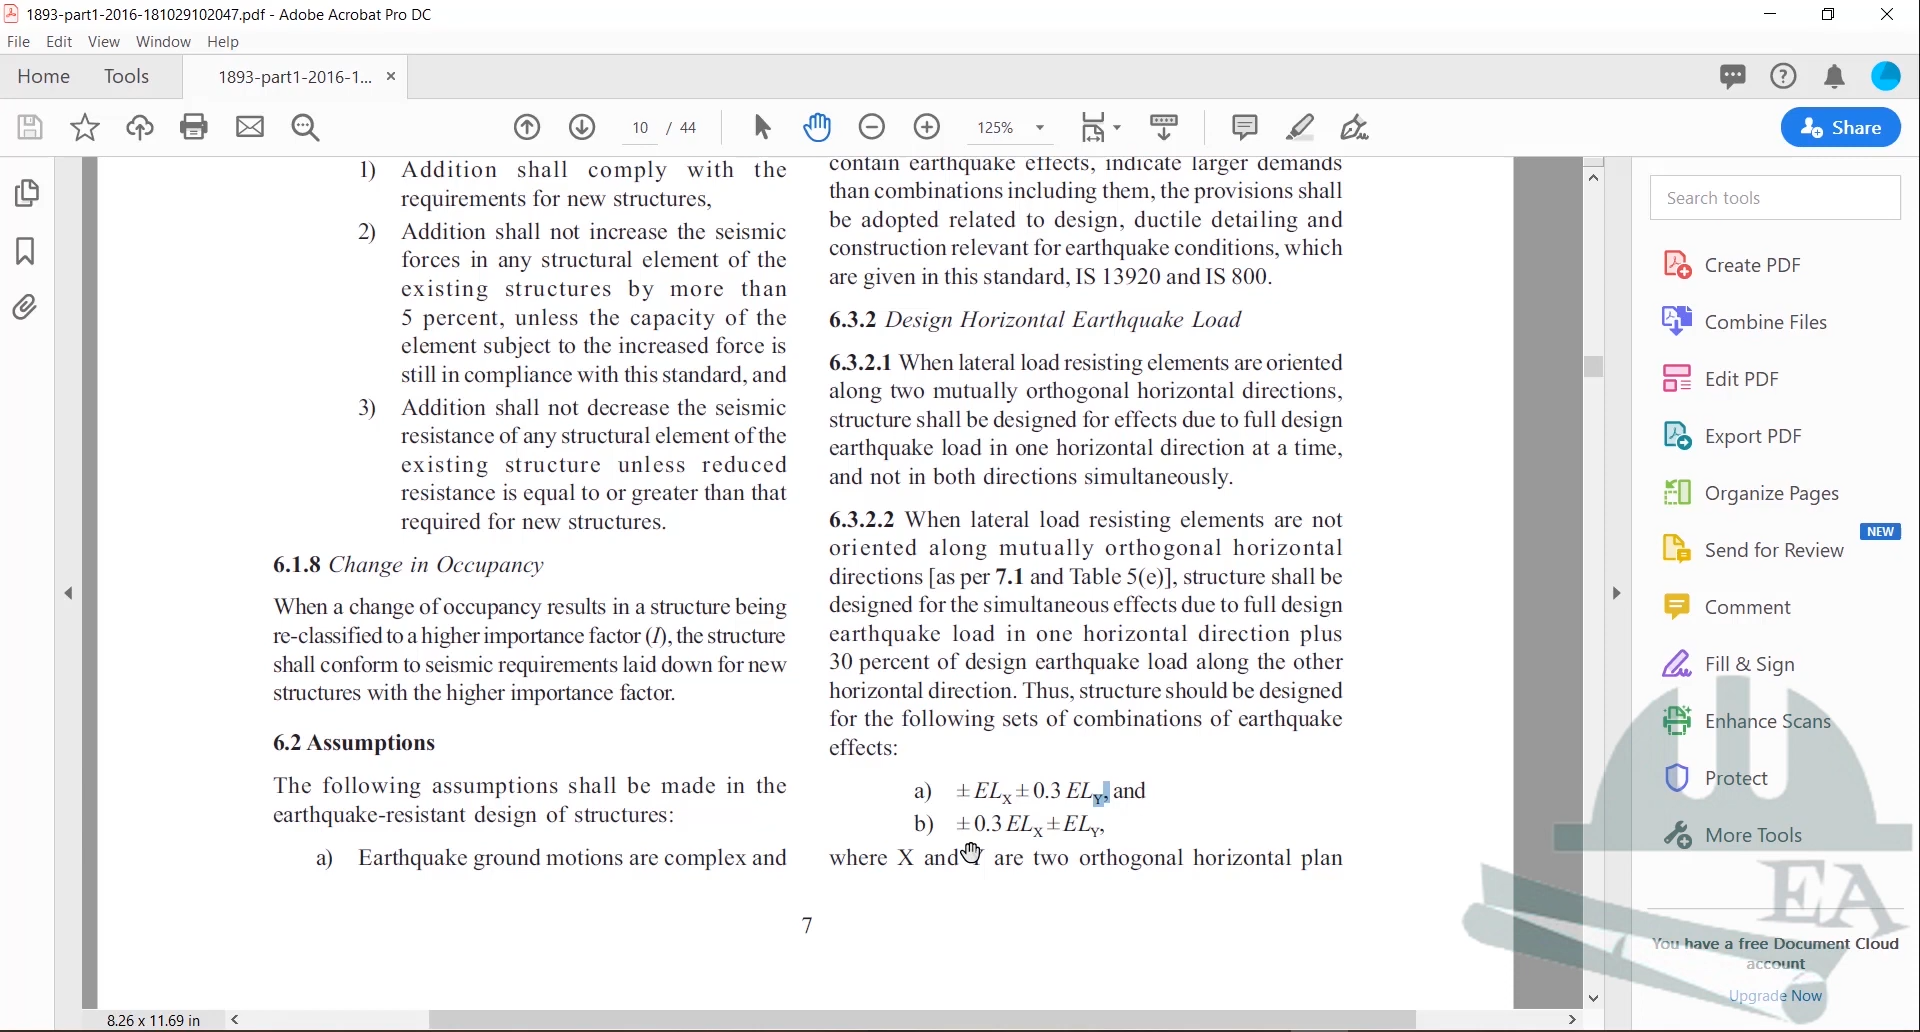 1893-part1-2016-181029102047.pdf - Adobe Acrobat Pro DC
File Edit View Window Help
Home Tools 1893-part1-2016-1... ×
10 / 44 125% Share
1) Addition shall comply with the
requirements for new structures,
2) Addition shall not increase the seismic
forces in any structural element of the
existing structures by more than
5 percent, unless the capacity of the
element subject to the increased force is
still in compliance with this standard, and
3) Addition shall not decrease the seismic
resistance of any structural element of the
existing structure unless reduced
resistance is equal to or greater than that
required for new structures.
6.1.8 Change in Occupancy
When a change of occupancy results in a structure being
re-classified to a higher importance factor (I), the structure
shall conform to seismic requirements laid down for new
structures with the higher importance factor.
6.2 Assumptions
The following assumptions shall be made in the
earthquake-resistant design of structures:
a) Earthquake ground motions are complex and
contain earthquake effects, indicate larger demands
than combinations including them, the provisions shall
be adopted related to design, ductile detailing and
construction relevant for earthquake conditions, which
are given in this standard, IS 13920 and IS 800.
6.3.2 Design Horizontal Earthquake Load
6.3.2.1 When lateral load resisting elements are oriented
along two mutually orthogonal horizontal directions,
structure shall be designed for effects due to full design
earthquake load in one horizontal direction at a time,
and not in both directions simultaneously.
6.3.2.2 When lateral load resisting elements are not
oriented along mutually orthogonal horizontal
directions [as per 7.1 and Table 5(e)], structure shall be
designed for the simultaneous effects due to full design
earthquake load in one horizontal direction plus
30 percent of design earthquake load along the other
horizontal direction. Thus, structure should be designed
for the following sets of combinations of earthquake
effects:
a) ± ELX ± 0.3 ELY, and
b) ± 0.3 ELX ± ELY,
where X and Y are two orthogonal horizontal plan
7
8.26 x 11.69 in
Search tools
Create PDF
Combine Files
Edit PDF
Export PDF
Organize Pages
NEW
Send for Review
Comment
Fill & Sign
Enhance Scans
Protect
More Tools
EA
You have a free Document Cloud
account
Upgrade Now